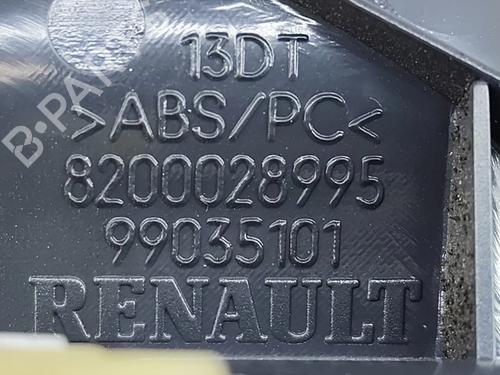 13DT
>ABS/PC<
8200028995
99035101
RENAULT